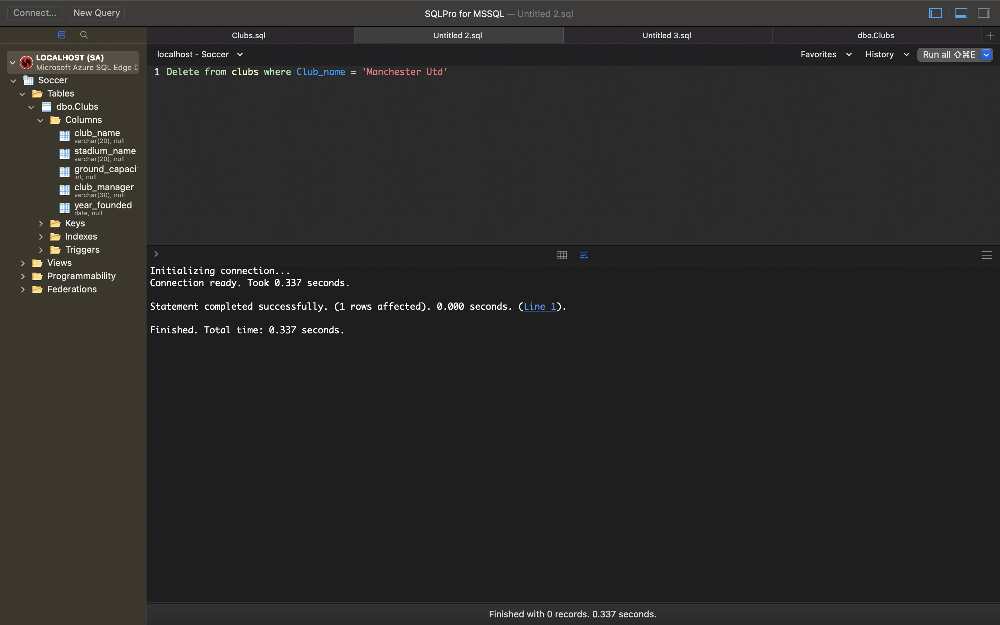 Connect...
New Query
SQLPro for MSSQL — Untitled 2.sql
Clubs.sql
Untitled 2.sql
Untitled 3.sql
dbo.Clubs
LOCALHOST (SA)
Microsoft Azure SQL Edge D
Soccer
Tables
dbo.Clubs
Columns
club_name
varchar(20), null
stadium_name
varchar(20), null
ground_capaci
int, null
club_manager
varchar(30), null
year_founded
date, null
Keys
Indexes
Triggers
Views
Programmability
Federations
localhost - Soccer
Favorites
History
Run all ⇧⌘E
1 Delete from clubs where Club_name = 'Manchester Utd'
Initializing connection...
Connection ready. Took 0.337 seconds.
Statement completed successfully. (1 rows affected). 0.000 seconds. (Line 1).
Finished. Total time: 0.337 seconds.
Finished with 0 records. 0.337 seconds.